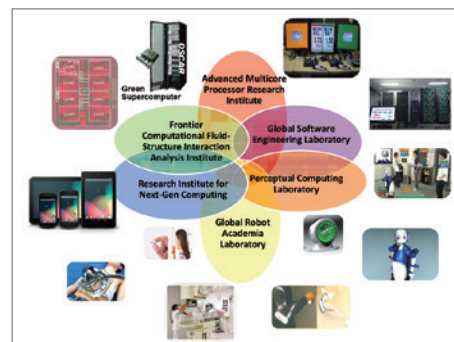 OSCAR
Green
Supercomputer
Advanced Multicore
Processor Research
Institute
Frontier
Computational Fluid-
Structure Interaction
Analysis Institute
Global Software
Engineering Laboratory
Research Institute for
Next-Gen Computing
Perceptual Computing
Laboratory
Global Robot
Academia
Laboratory